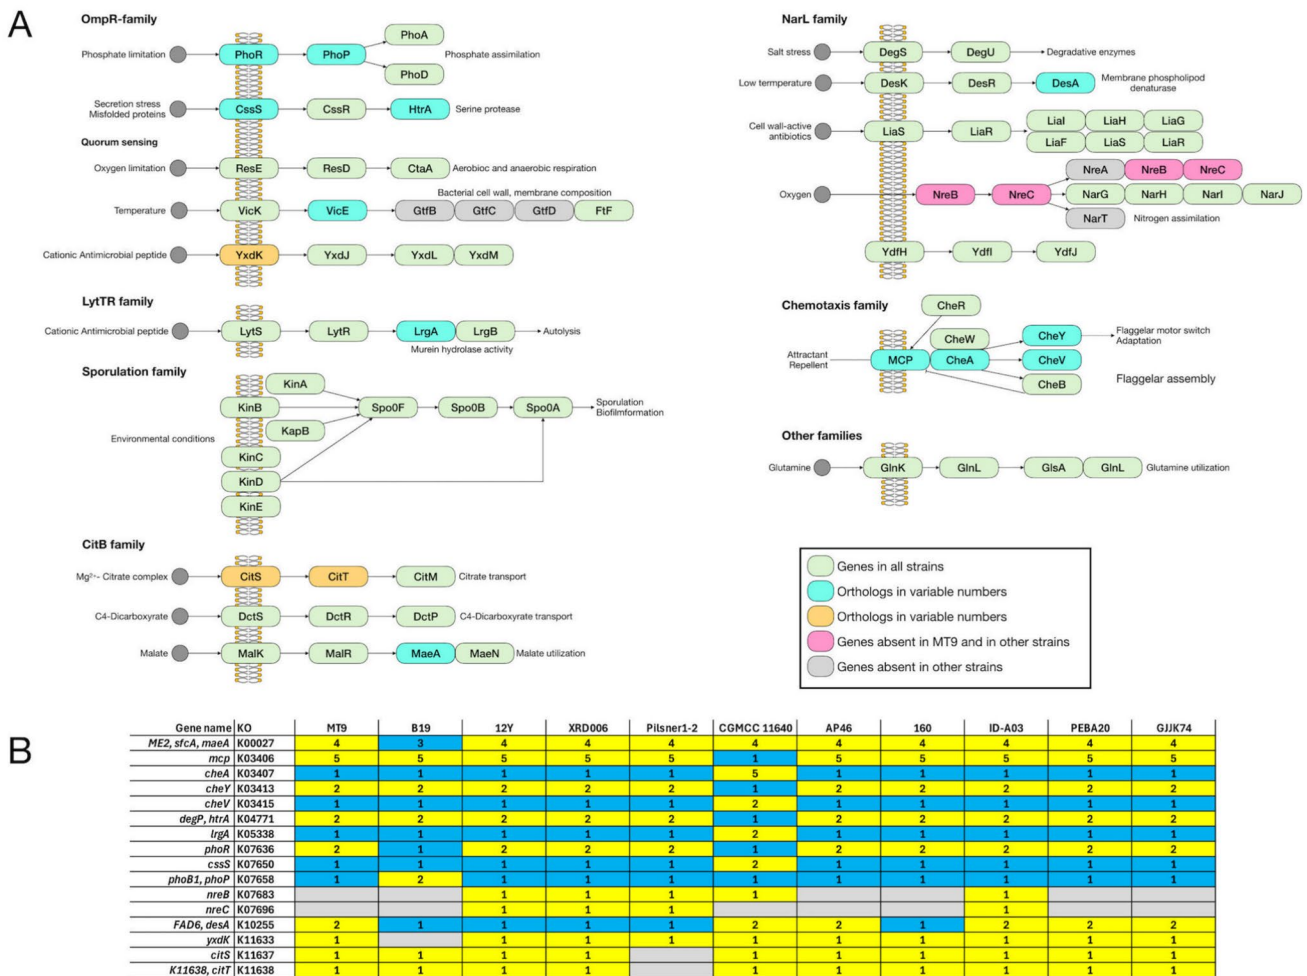 A
OmpR-family
Phosphate limitation
PhoR
PhoP
PhoA
PhoD
Phosphate assimilation
Secretion stress
Misfolded proteins
CssS
CssR
HtrA
Serine protease
Quorum sensing
Oxygen limitation
ResE
ResD
CtaA
Aerobioc and anaerobic respiration
Bacterial cell wall, membrane composition
Temperature
VicK
VicE
GtfB
GtfC
GtfD
FtF
Cationic Antimicrobial peptide
YxdK
YxdJ
YxdL
YxdM
LytTR family
Cationic Antimicrobial peptide
LytS
LytR
LrgA
LrgB
Autolysis
Murein hydrolase activity
Sporulation family
KinA
KinB
KapB
Spo0F
Spo0B
Spo0A
Sporulation
Biofilmformation
Environmental conditions
KinC
KinD
KinE
CitB family
Mg²⁺- Citrate complex
CitS
CitT
CitM
Citrate transport
C4-Dicarboxyrate
DctS
DctR
DctP
C4-Dicarboxyrate transport
Malate
MalK
MalR
MaeA
MaeN
Malate utilization
NarL family
Salt stress
DegS
DegU
Degradative enzymes
Low termperature
DesK
DesR
DesA
Membrane phospholipod
denaturase
Cell wall-active
antibiotics
LiaS
LiaR
LiaI
LiaH
LiaG
LiaF
LiaS
LiaR
Oxygen
NreB
NreC
NreA
NreB
NreC
NarG
NarH
NarI
NarJ
NarT
Nitrogen assimilation
YdfH
YdfI
YdfJ
Chemotaxis family
CheR
CheW
Attractant
Repellent
MCP
CheA
CheY
CheV
CheB
Flaggelar motor switch
Adaptation
Flaggelar assembly
Other families
Glutamine
GlnK
GlnL
GlsA
GlnL
Glutamine utilization
Genes in all strains
Orthologs in variable numbers
Orthologs in variable numbers
Genes absent in MT9 and in other strains
Genes absent in other strains
B
Gene name KO MT9 B19 12Y XRD006 Pilsner1-2 CGMCC 11640 AP46 160 ID-A03 PEBA20 GJJK74
ME2, sfcA, maeA K00027 4 3 4 4 4 4 4 4 4 4 4
mcp K03406 5 5 5 5 5 1 5 5 5 5 5
cheA K03407 1 1 1 1 1 5 1 1 1 1 1
cheY K03413 2 2 2 2 2 1 2 2 2 2 2
cheV K03415 1 1 1 1 1 2 1 1 1 1 1
degP, htrA K04771 2 2 2 2 2 1 2 2 2 2 2
lrgA K05338 1 1 1 1 1 2 1 1 1 1 1
phoR K07636 2 1 2 2 2 1 2 2 2 2 2
cssS K07650 1 1 1 1 1 2 1 1 1 1 1
phoB1, phoP K07658 1 2 1 1 1 1 1 1 1 1 1
nreB K07683 1 1 1 1 1
nreC K07696 1 1 1 1
FAD6, desA K10255 2 1 1 1 1 2 2 1 2 2 2
yxdK K11633 1 1 1 1 1 1 1 1 1 1
citS K11637 1 1 1 1 1 1 1 1 1 1
K11638, citT K11638 1 1 1 1 1 1 1 1 1 1